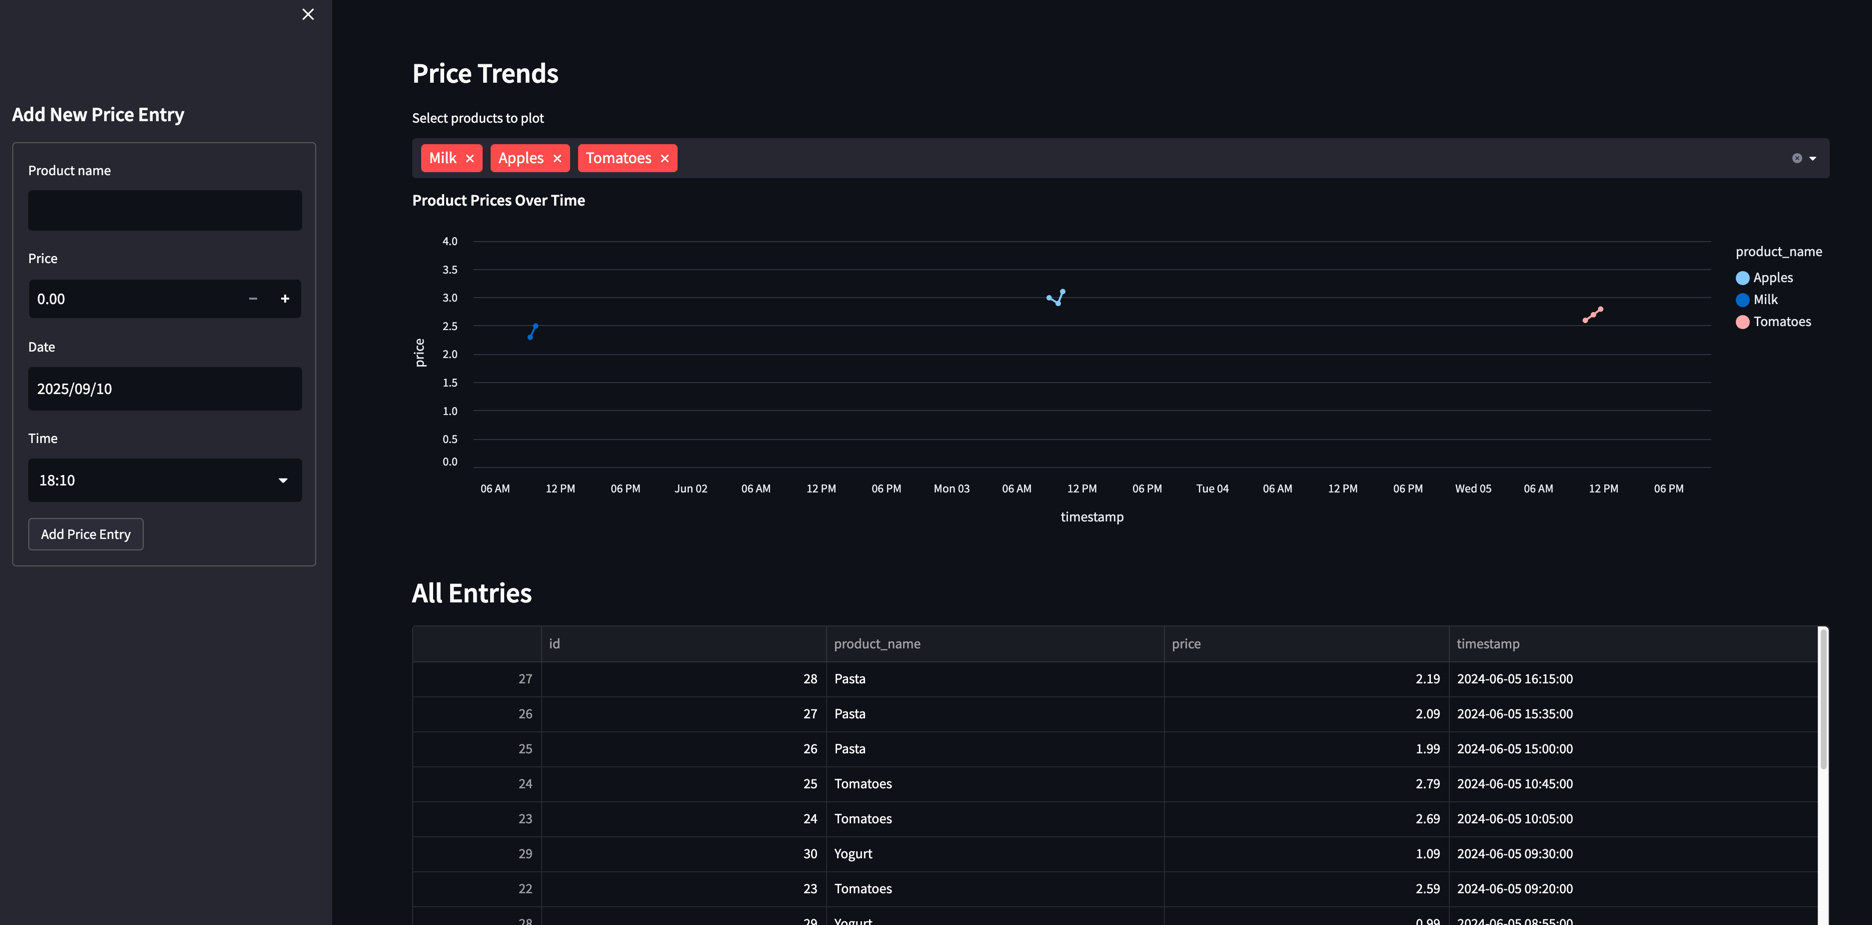 Add New Price Entry
Product name
Price
0.00
Date
2025/09/10
Time
18:10
Add Price Entry
Price Trends
Select products to plot
Milk Apples Tomatoes
Product Prices Over Time
4.0
3.5
3.0
2.5
2.0
1.5
1.0
0.5
0.0
price
06 AM 12 PM 06 PM Jun 02 06 AM 12 PM 06 PM Mon 03 06 AM 12 PM 06 PM Tue 04 06 AM 12 PM 06 PM Wed 05 06 AM 12 PM 06 PM
timestamp
product_name
Apples
Milk
Tomatoes
All Entries
id product_name price timestamp
27 28 Pasta 2.19 2024-06-05 16:15:00
26 27 Pasta 2.09 2024-06-05 15:35:00
25 26 Pasta 1.99 2024-06-05 15:00:00
24 25 Tomatoes 2.79 2024-06-05 10:45:00
23 24 Tomatoes 2.69 2024-06-05 10:05:00
29 30 Yogurt 1.09 2024-06-05 09:30:00
22 23 Tomatoes 2.59 2024-06-05 09:20:00
28 29 Yogurt 0.99 2024-06-05 08:55:00